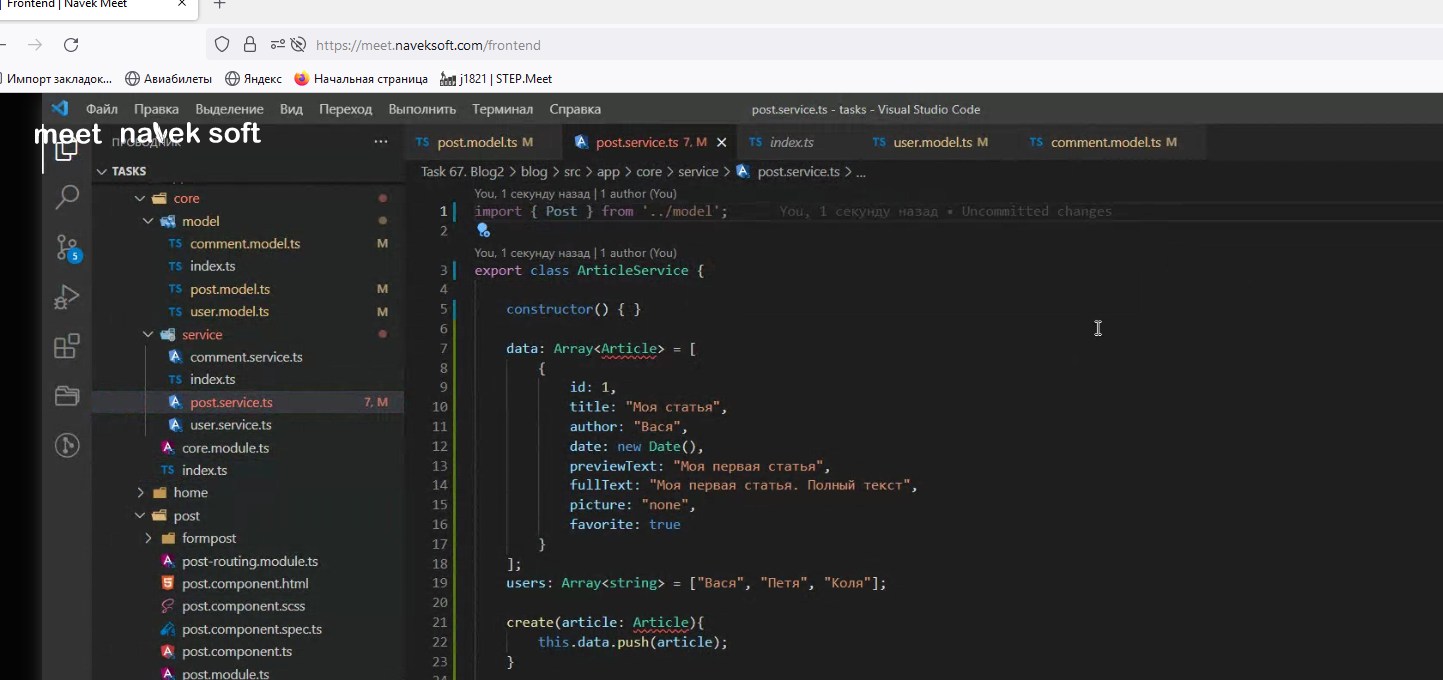 Frontend | Navek Meet
https://meet.naveksoft.com/frontend
Импорт закладок... Авиабилеты Яндекс Начальная страница j1821 | STEP.Meet
Файл Правка Выделение Вид Переход Выполнить Терминал Справка post.service.ts - tasks - Visual Studio Code
meet navek soft
ПРОВОДНИК ...
TS post.model.ts M post.service.ts 7, M TS index.ts TS user.model.ts M TS comment.model.ts M
TASKS
core
model
TS comment.model.ts M
TS index.ts
TS post.model.ts M
TS user.model.ts M
service
comment.service.ts
TS index.ts
post.service.ts 7, M
user.service.ts
core.module.ts
TS index.ts
home
post
formpost
post-routing.module.ts
post.component.html
post.component.scss
post.component.spec.ts
post.component.ts
post.module.ts
5
Task 67. Blog2 > blog > src > app > core > service > post.service.ts > ...
You, 1 секунду назад | 1 author (You)
1 import { Post } from '../model'; You, 1 секунду назад • Uncommitted changes
2
You, 1 секунду назад | 1 author (You)
3 export class ArticleService {
4
5 constructor() { }
6
7 data: Array<Article> = [
8 {
9 id: 1,
10 title: "Моя статья",
11 author: "Вася",
12 date: new Date(),
13 previewText: "Моя первая статья",
14 fullText: "Моя первая статья. Полный текст",
15 picture: "none",
16 favorite: true
17 }
18 ];
19 users: Array<string> = ["Вася", "Петя", "Коля"];
20
21 create(article: Article){
22 this.data.push(article);
23 }